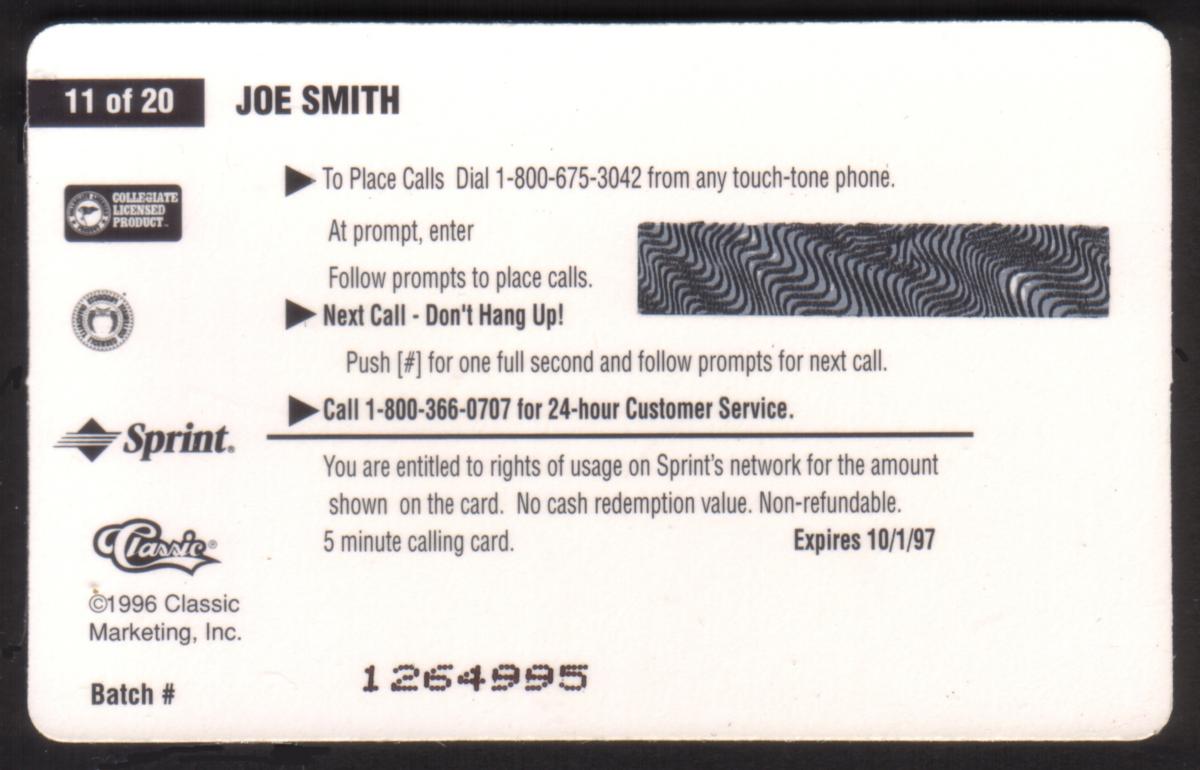 11 of 20 JOE SMITH
COLLEGIATE
LICENSED
PRODUCT™
To Place Calls Dial 1-800-675-3042 from any touch-tone phone.
At prompt, enter
Follow prompts to place calls.
Next Call - Don't Hang Up!
Push [#] for one full second and follow prompts for next call.
Call 1-800-366-0707 for 24-hour Customer Service.
Sprint®
You are entitled to rights of usage on Sprint's network for the amount
shown on the card. No cash redemption value. Non-refundable.
5 minute calling card. Expires 10/1/97
Classic®
©1996 Classic
Marketing, Inc.
Batch # 1264995